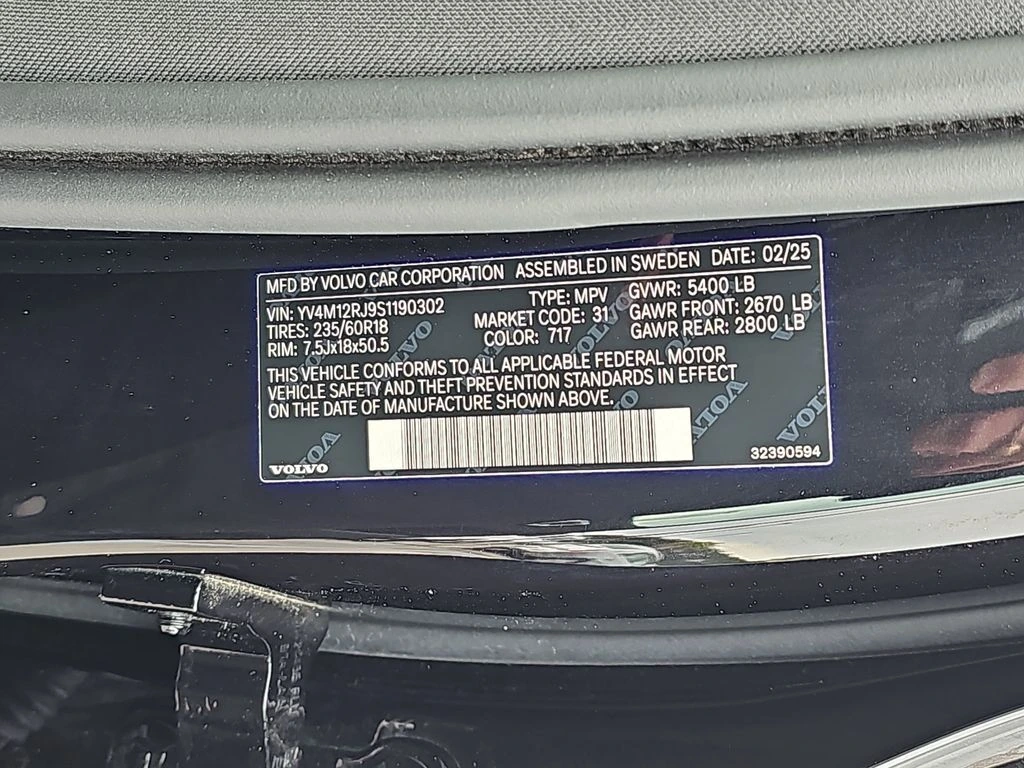 MFD BY VOLVO CAR CORPORATION ASSEMBLED IN SWEDEN DATE: 02/25
VIN: YV4M12RJ9S1190302 TYPE: MPV GVWR: 5400 LB
TIRES: 235/60R18 MARKET CODE: 31 GAWR FRONT: 2670 LB
RIM: 7.5Jx18x50.5 COLOR: 717 GAWR REAR: 2800 LB
THIS VEHICLE CONFORMS TO ALL APPLICABLE FEDERAL MOTOR
VEHICLE SAFETY AND THEFT PREVENTION STANDARDS IN EFFECT
ON THE DATE OF MANUFACTURE SHOWN ABOVE.
VOLVO 32390594